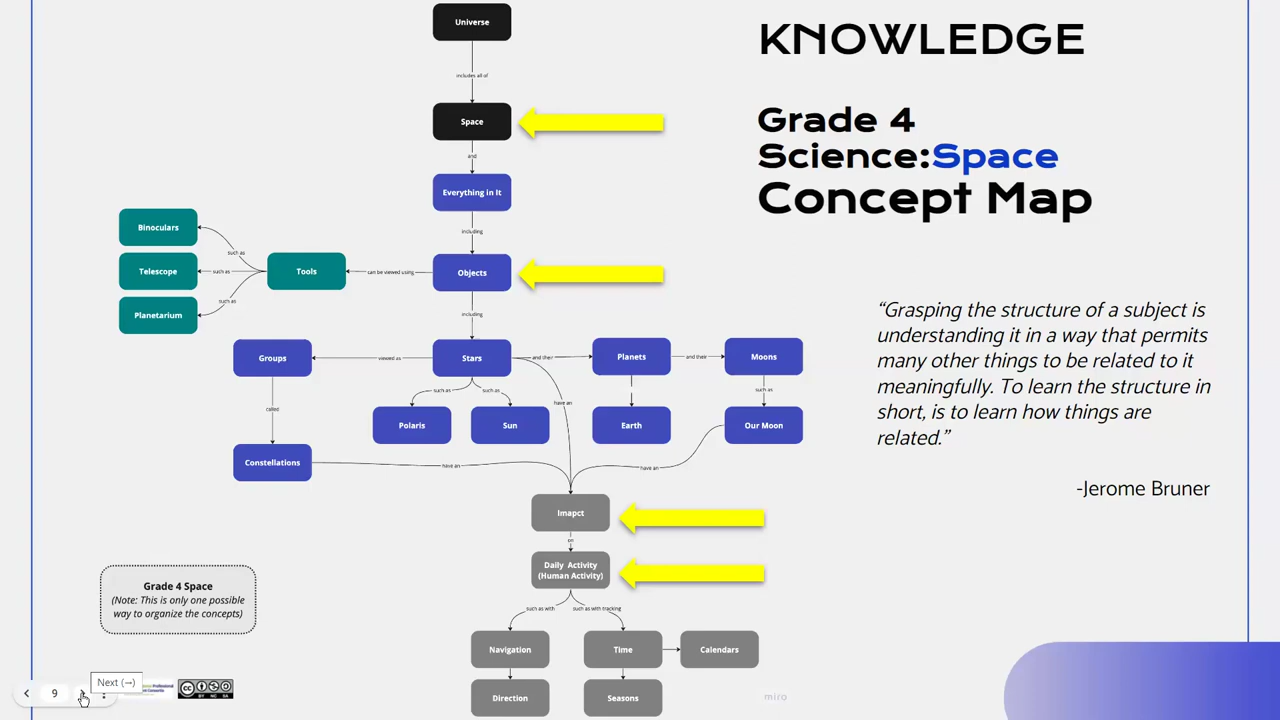 Universe
includes all of
Space
and
Everything in It
including
Objects
can be viewed using
Tools
such as
such as
such as
Binoculars
Telescope
Planetarium
including
Stars
viewed as
Groups
called
Constellations
such as
such as
Polaris
Sun
and their
Planets
and their
Moons
Earth
such as
Our Moon
have an
have an
have an
Imapct
on
Daily Activity
(Human Activity)
such as with
such as with tracking
Navigation
Time
Calendars
Direction
Seasons
KNOWLEDGE
Grade 4
Science:Space
Concept Map
“Grasping the structure of a subject is
understanding it in a way that permits
many other things to be related to it
meaningfully. To learn the structure in
short, is to learn how things are
related.”
-Jerome Bruner
Grade 4 Space
(Note: This is only one possible
way to organize the concepts)
Next (→)
9
Professional
BY NC SA
miro